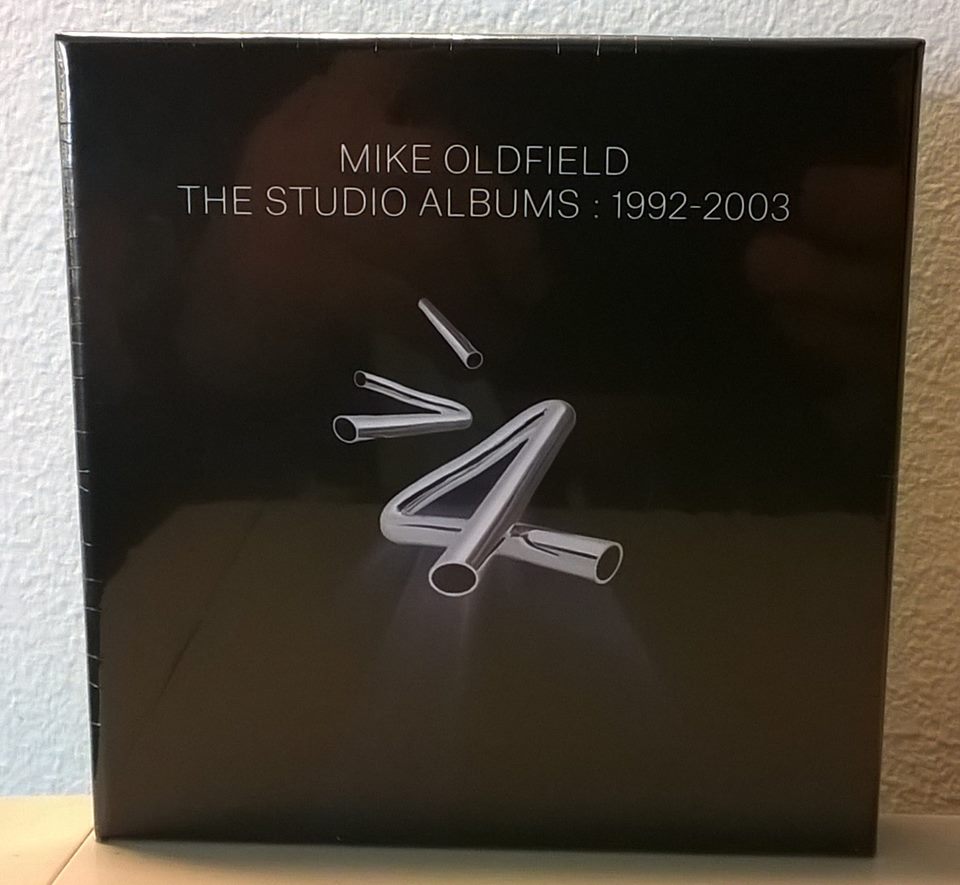 MIKE OLDFIELD
THE STUDIO ALBUMS : 1992-2003